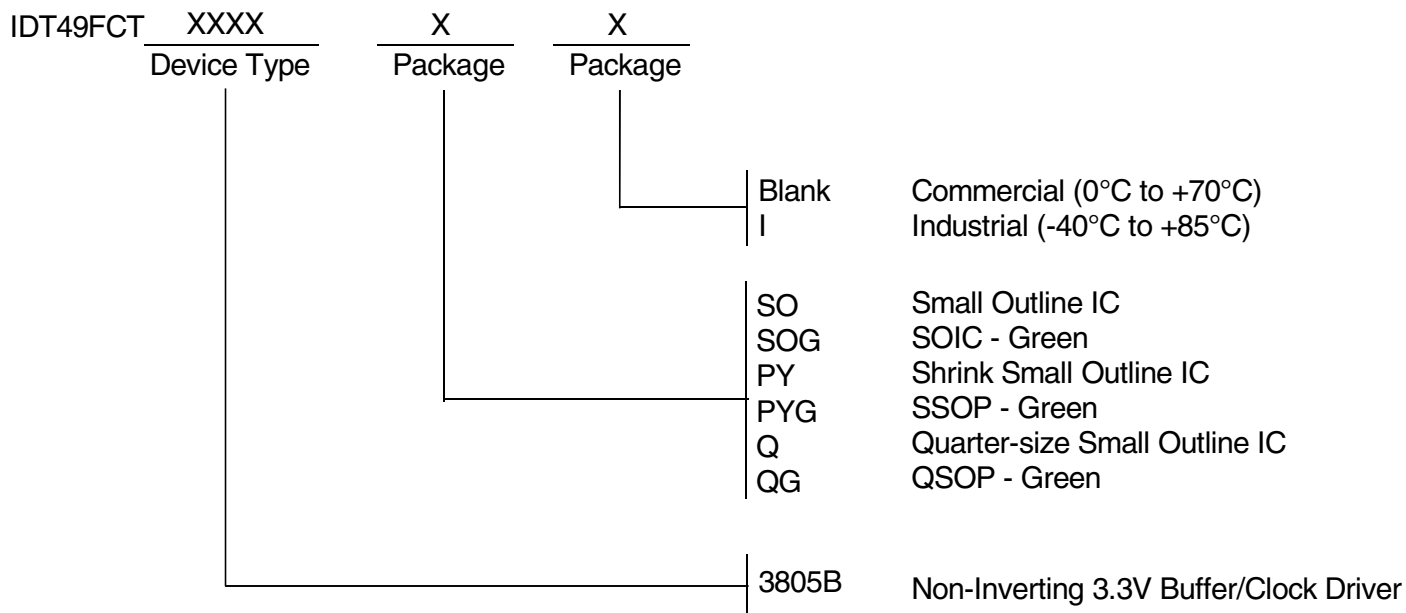 IDT49FCT XXXX X X
Device Type Package Package
Blank Commercial (0°C to +70°C)
I Industrial (-40°C to +85°C)
SO Small Outline IC
SOG SOIC - Green
PY Shrink Small Outline IC
PYG SSOP - Green
Q Quarter-size Small Outline IC
QG QSOP - Green
3805B Non-Inverting 3.3V Buffer/Clock Driver